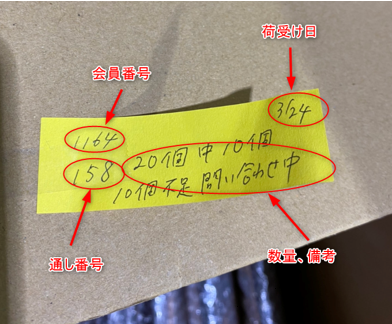 荷受け日
会員番号
3/24
1164
20個中10個
158
10個不足問い合わせ中
通し番号
数量、備考